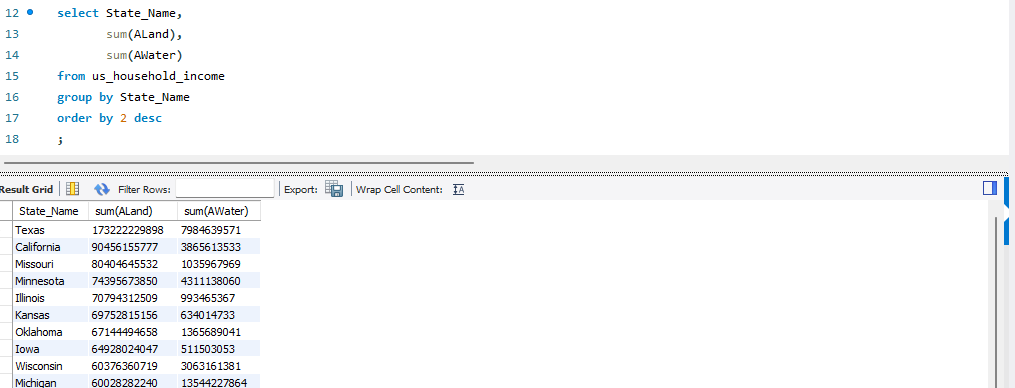 12 select State_Name,
13 sum(ALand),
14 sum(AWater)
15 from us_household_income
16 group by State_Name
17 order by 2 desc
18 ;
Result Grid Filter Rows: Export: Wrap Cell Content:
State_Name sum(ALand) sum(AWater)
Texas 173222229898 7984639571
California 90456155777 3865613533
Missouri 80404645532 1035967969
Minnesota 74395673850 4311138060
Illinois 70794312509 993465367
Kansas 69752815156 634014733
Oklahoma 67144494658 1365689041
Iowa 64928024047 511503053
Wisconsin 60376360719 3063161381
Michigan 60028282240 13544227864